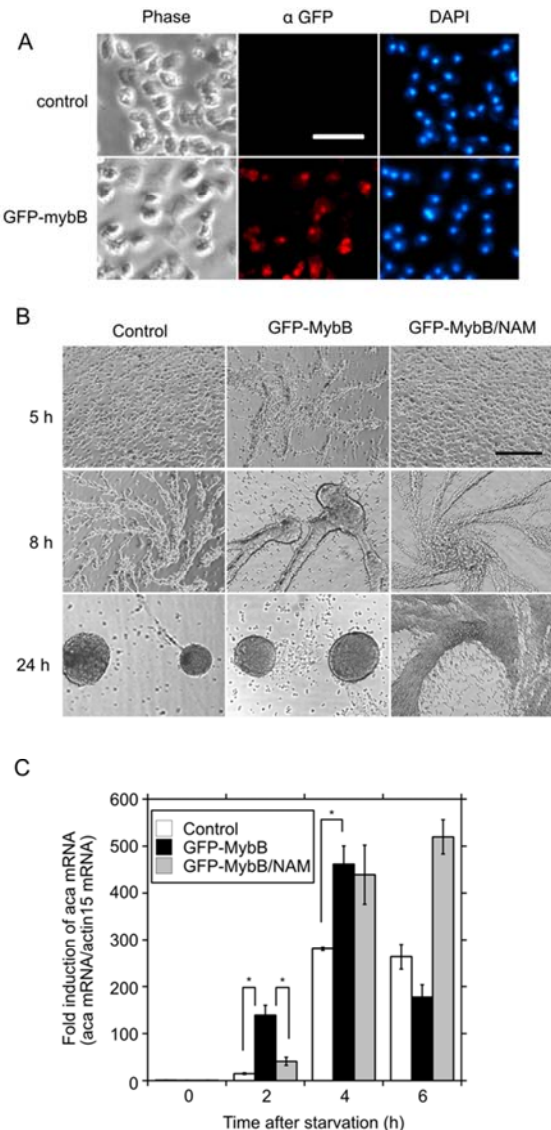 A
Phase α GFP DAPI
control
GFP-mybB
B
Control GFP-MybB GFP-MybB/NAM
5 h
8 h
24 h
C
Fold induction of aca mRNA
(aca mRNA/actin15 mRNA)
600
500
400
300
200
100
0
Control
GFP-MybB
GFP-MybB/NAM
*
* *
0 2 4 6
Time after starvation (h)